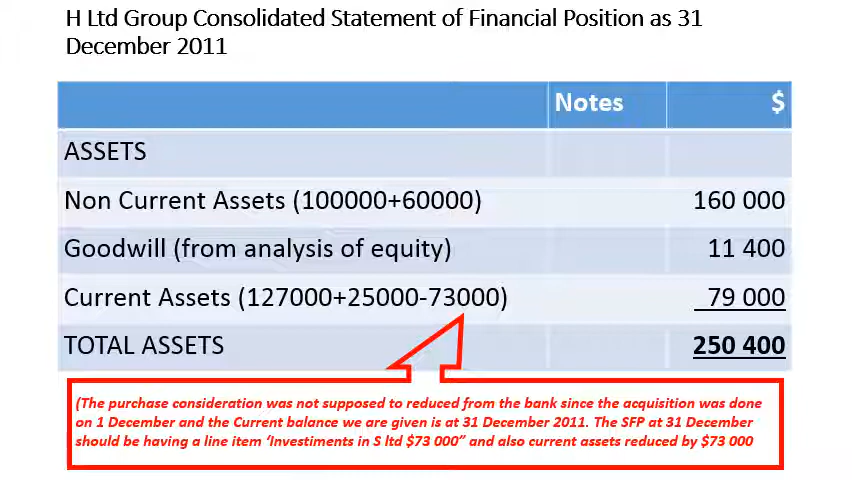 H Ltd Group Consolidated Statement of Financial Position as 31
December 2011
Notes $
ASSETS
Non Current Assets (100000+60000) 160 000
Goodwill (from analysis of equity) 11 400
Current Assets (127000+25000-73000) 79 000
TOTAL ASSETS 250 400
(The purchase consideration was not supposed to reduced from the bank since the acquisition was done
on 1 December and the Current balance we are given is at 31 December 2011. The SFP at 31 December
should be having a line item ‘Investiments in S ltd $73 000” and also current assets reduced by $73 000